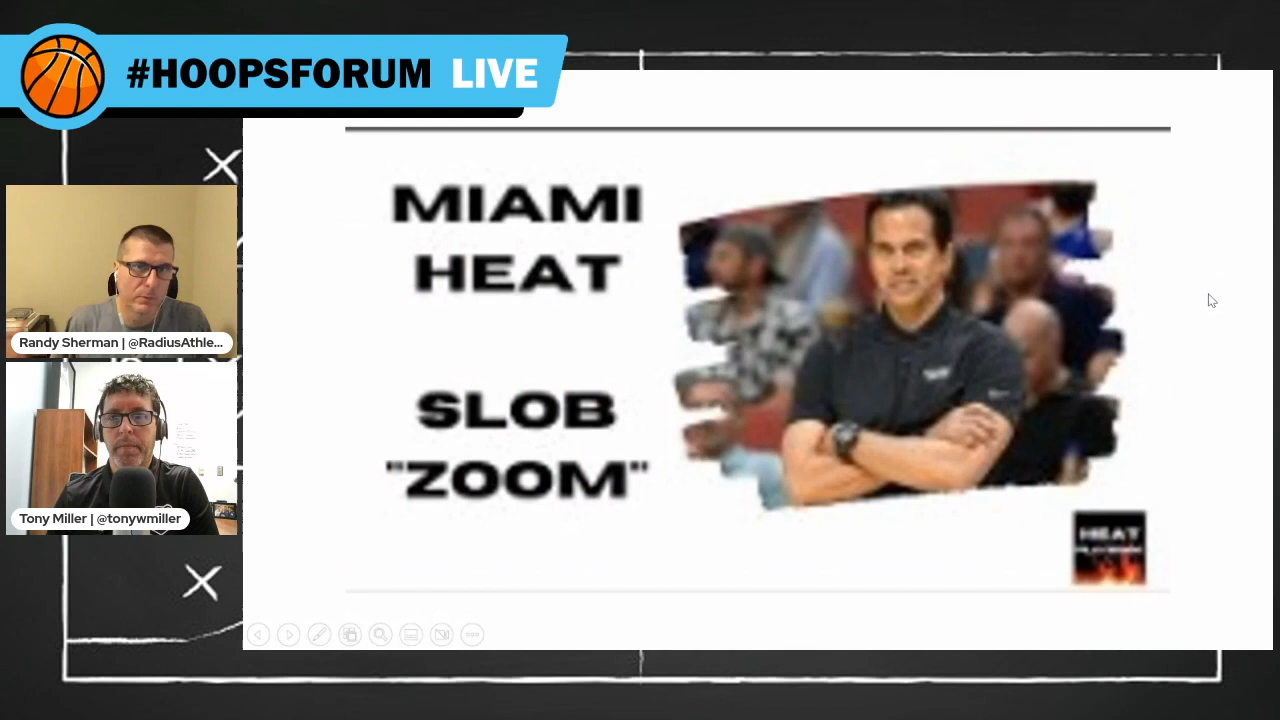 #HOOPSFORUM LIVE
MIAMI
HEAT
SLOB
"ZOOM"
HEAT
Randy Sherman | @RadiusAthle...
Tony Miller | @tonywmiller